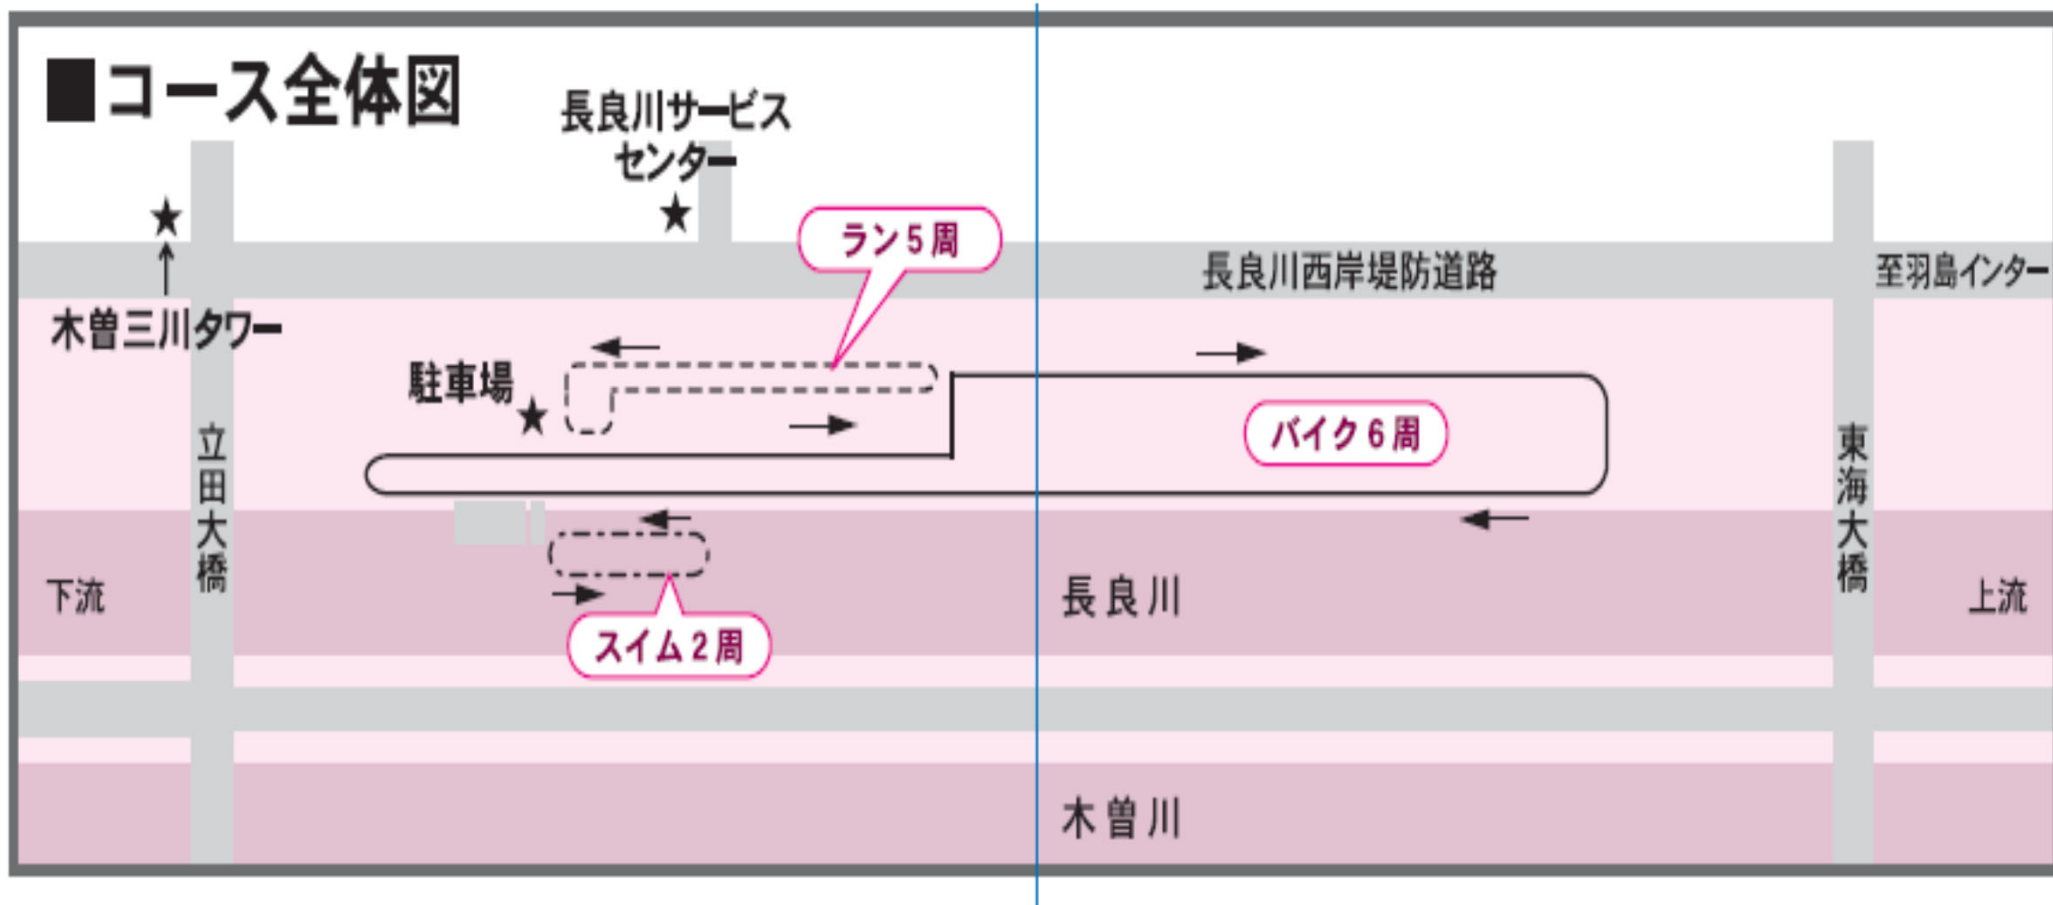 ■コース全体図
長良川サービス
センター
★
★
ラン5周
長良川西岸堤防道路
至羽島インター
木曽三川タワー
駐車場
★
バイク6周
立田大橋
東海大橋
下流
長良川
上流
スイム2周
木曽川